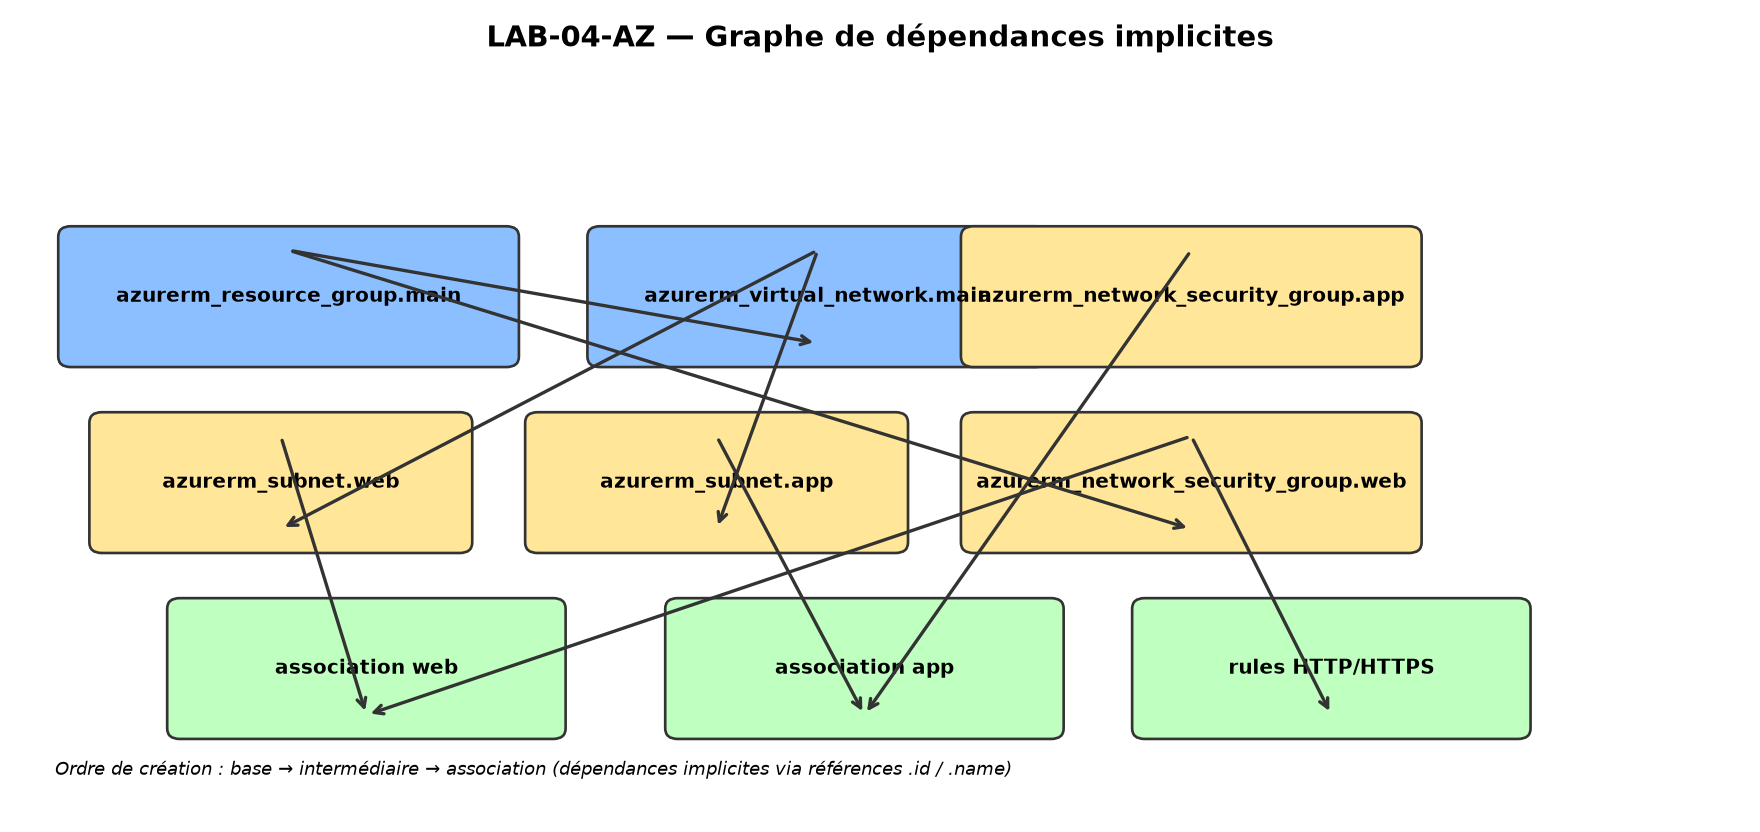 LAB-04-AZ — Graphe de dépendances implicites
azurerm_resource_group.main
azurerm_virtual_network.main
azurerm_network_security_group.app
azurerm_subnet.web
azurerm_subnet.app
azurerm_network_security_group.web
association web
association app
rules HTTP/HTTPS
Ordre de création : base → intermédiaire → association (dépendances implicites via références .id / .name)